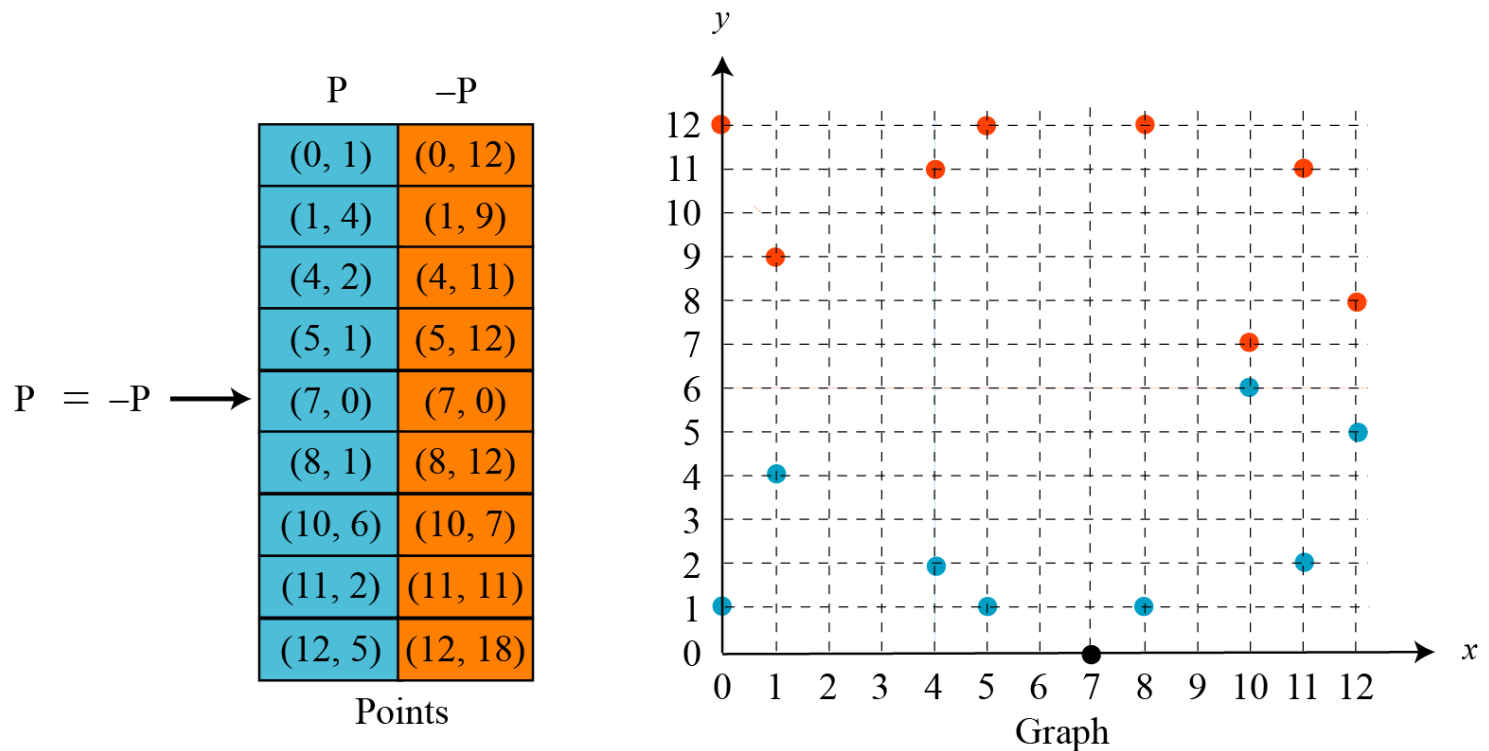 P –P
(0, 1) (0, 12)
(1, 4) (1, 9)
(4, 2) (4, 11)
(5, 1) (5, 12)
P = –P (7, 0) (7, 0)
(8, 1) (8, 12)
(10, 6) (10, 7)
(11, 2) (11, 11)
(12, 5) (12, 18)
Points
y
12
11
10
9
8
7
6
5
4
3
2
1
0
x
0 1 2 3 4 5 6 7 8 9 10 11 12
Graph